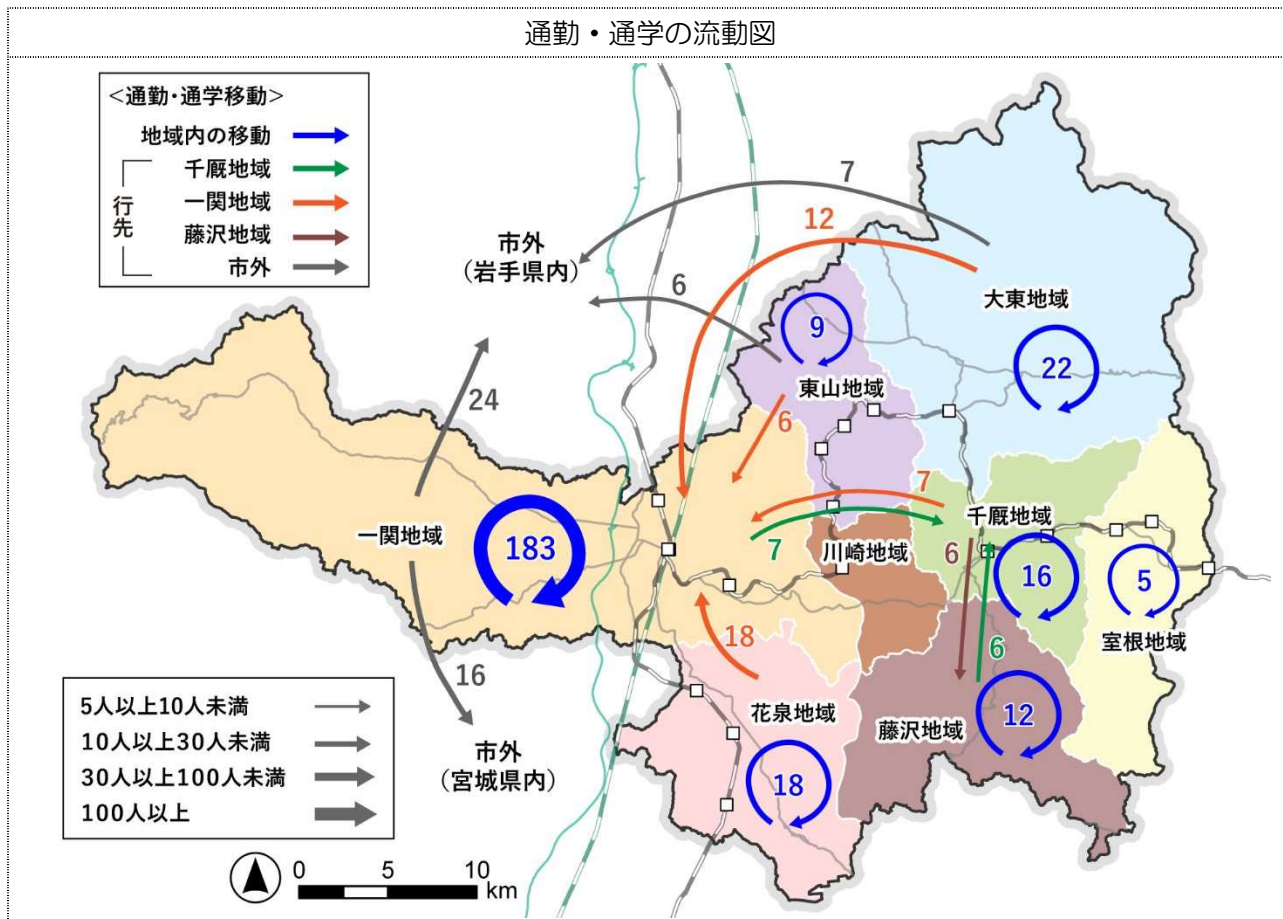 通勤・通学の流動図
<通勤・通学移動>
地域内の移動
行先
千厩地域
一関地域
藤沢地域
市外
7
12
市外
（岩手県内）
6
大東地域
9
22
東山地域
24
6
7
千厩地域
一関地域
183
7
川崎地域
6
16
5
室根地域
18
6
16
花泉地域
藤沢地域
12
市外
（宮城県内）
18
5人以上10人未満
10人以上30人未満
30人以上100人未満
100人以上
0 5 10
km